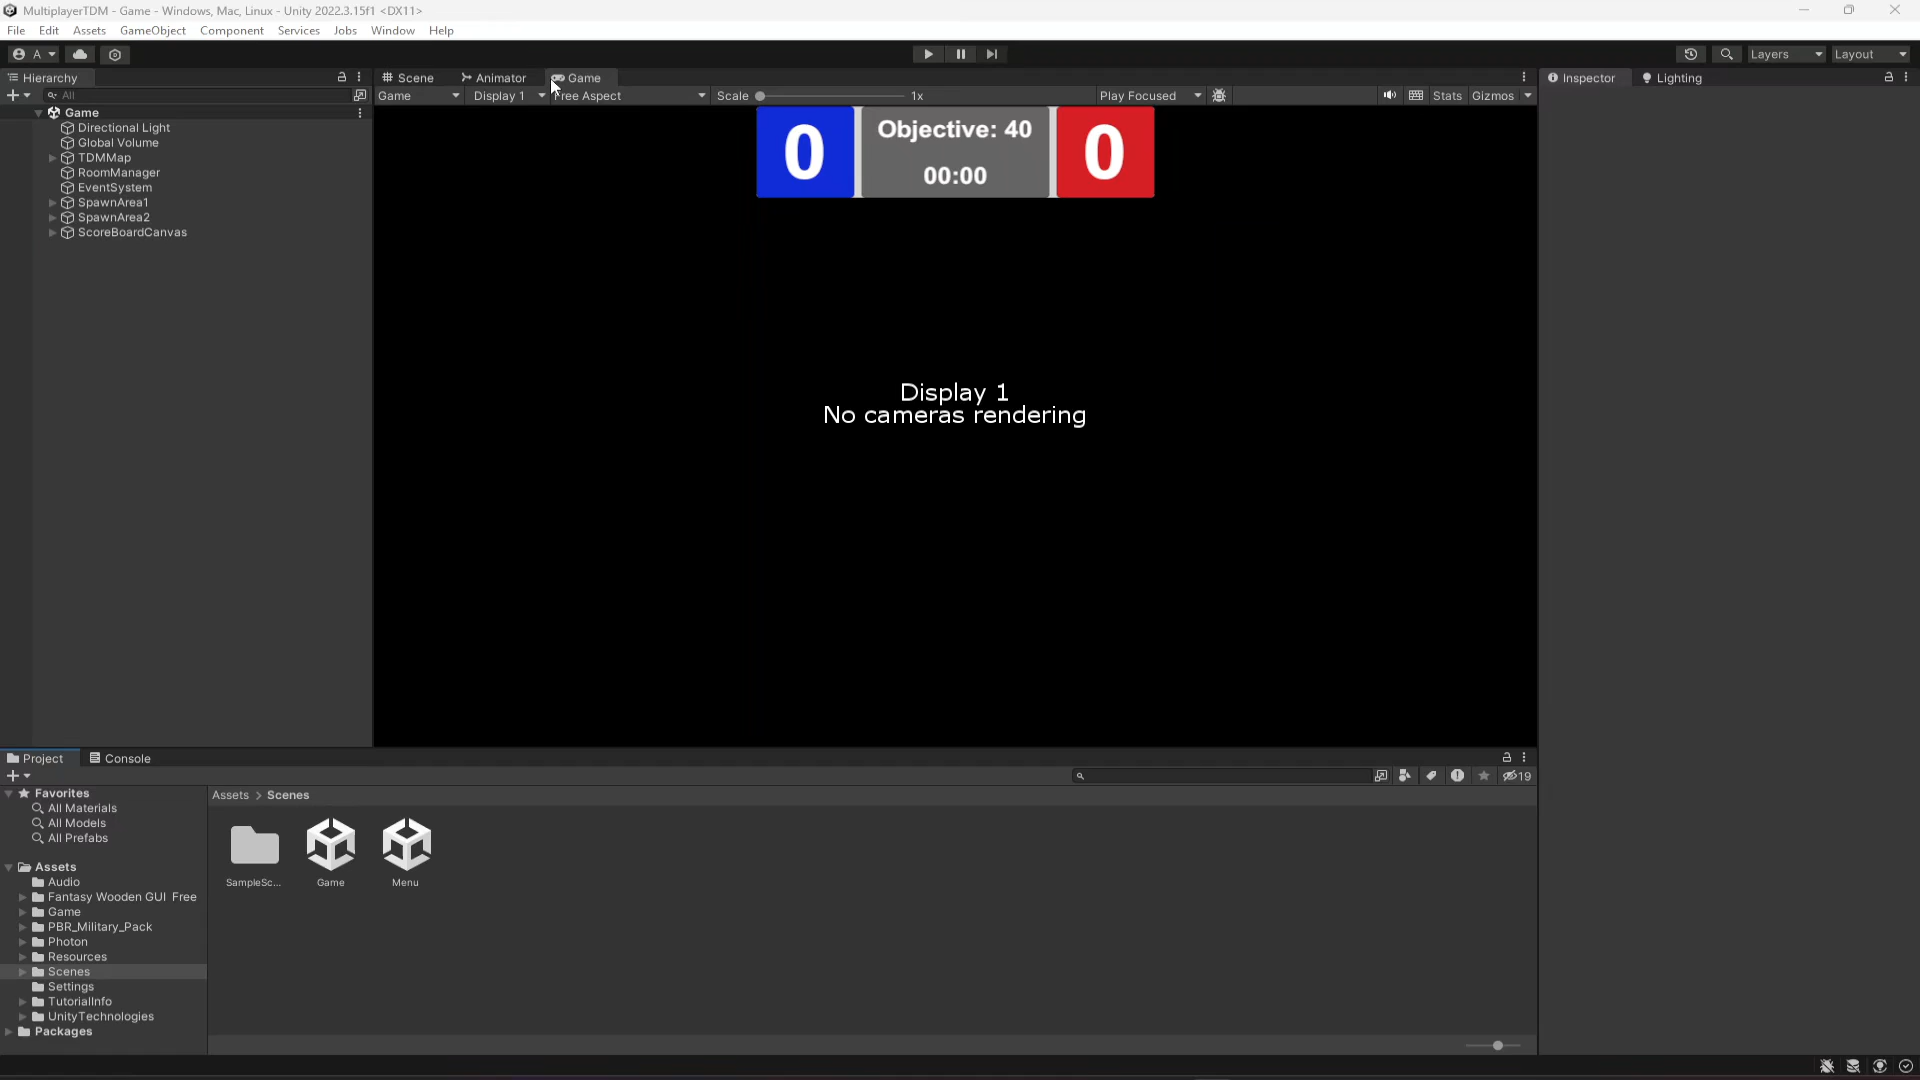 MultiplayerTDM - Game - Windows, Mac, Linux - Unity 2022.3.15f1 <DX11>
File Edit Assets GameObject Component Services Jobs Window Help
A Layers Layout
Hierarchy Scene Animator Game Inspector Lighting
All Game Display 1 ree Aspect Scale 1x Play Focused Stats Gizmos
Game
Directional Light
Global Volume
TDMMap
RoomManager
EventSystem
SpawnArea1
SpawnArea2
ScoreBoardCanvas
0 Objective: 40 0
00:00
Display 1
No cameras rendering
Project Console
19
Favorites
All Materials
All Models
All Prefabs
Assets
Audio
Fantasy Wooden GUI Free
Game
PBR_Military_Pack
Photon
Resources
Scenes
Settings
TutorialInfo
UnityTechnologies
Packages
Assets > Scenes
SampleSc... Game Menu